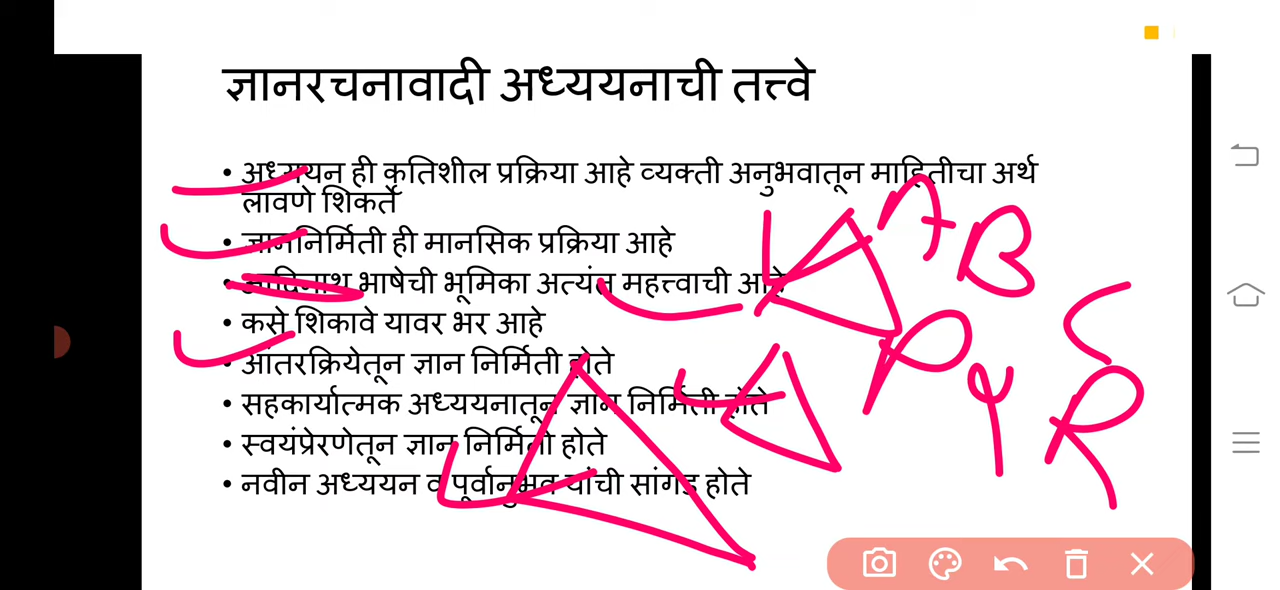 ज्ञानरचनावादी अध्ययनाची तत्त्वे
• अध्ययन ही कृतिशील प्रक्रिया आहे व्यक्ती अनुभवातून माहितीचा अर्थ
लावणे शिकते
• ज्ञाननिर्मिती ही मानसिक प्रक्रिया आहे
• भाषेची भूमिका अत्यंत महत्त्वाची आहे
• कसे शिकावे यावर भर आहे
• आंतरक्रियेतून ज्ञान निर्मिती होते
• सहकार्यात्मक अध्ययनातून ज्ञान निर्मिती होते
• स्वयंप्रेरणेतून ज्ञान निर्मिती होते
• नवीन अध्ययन व पूर्वानुभव यांची सांगड होते
A B C
P Q R